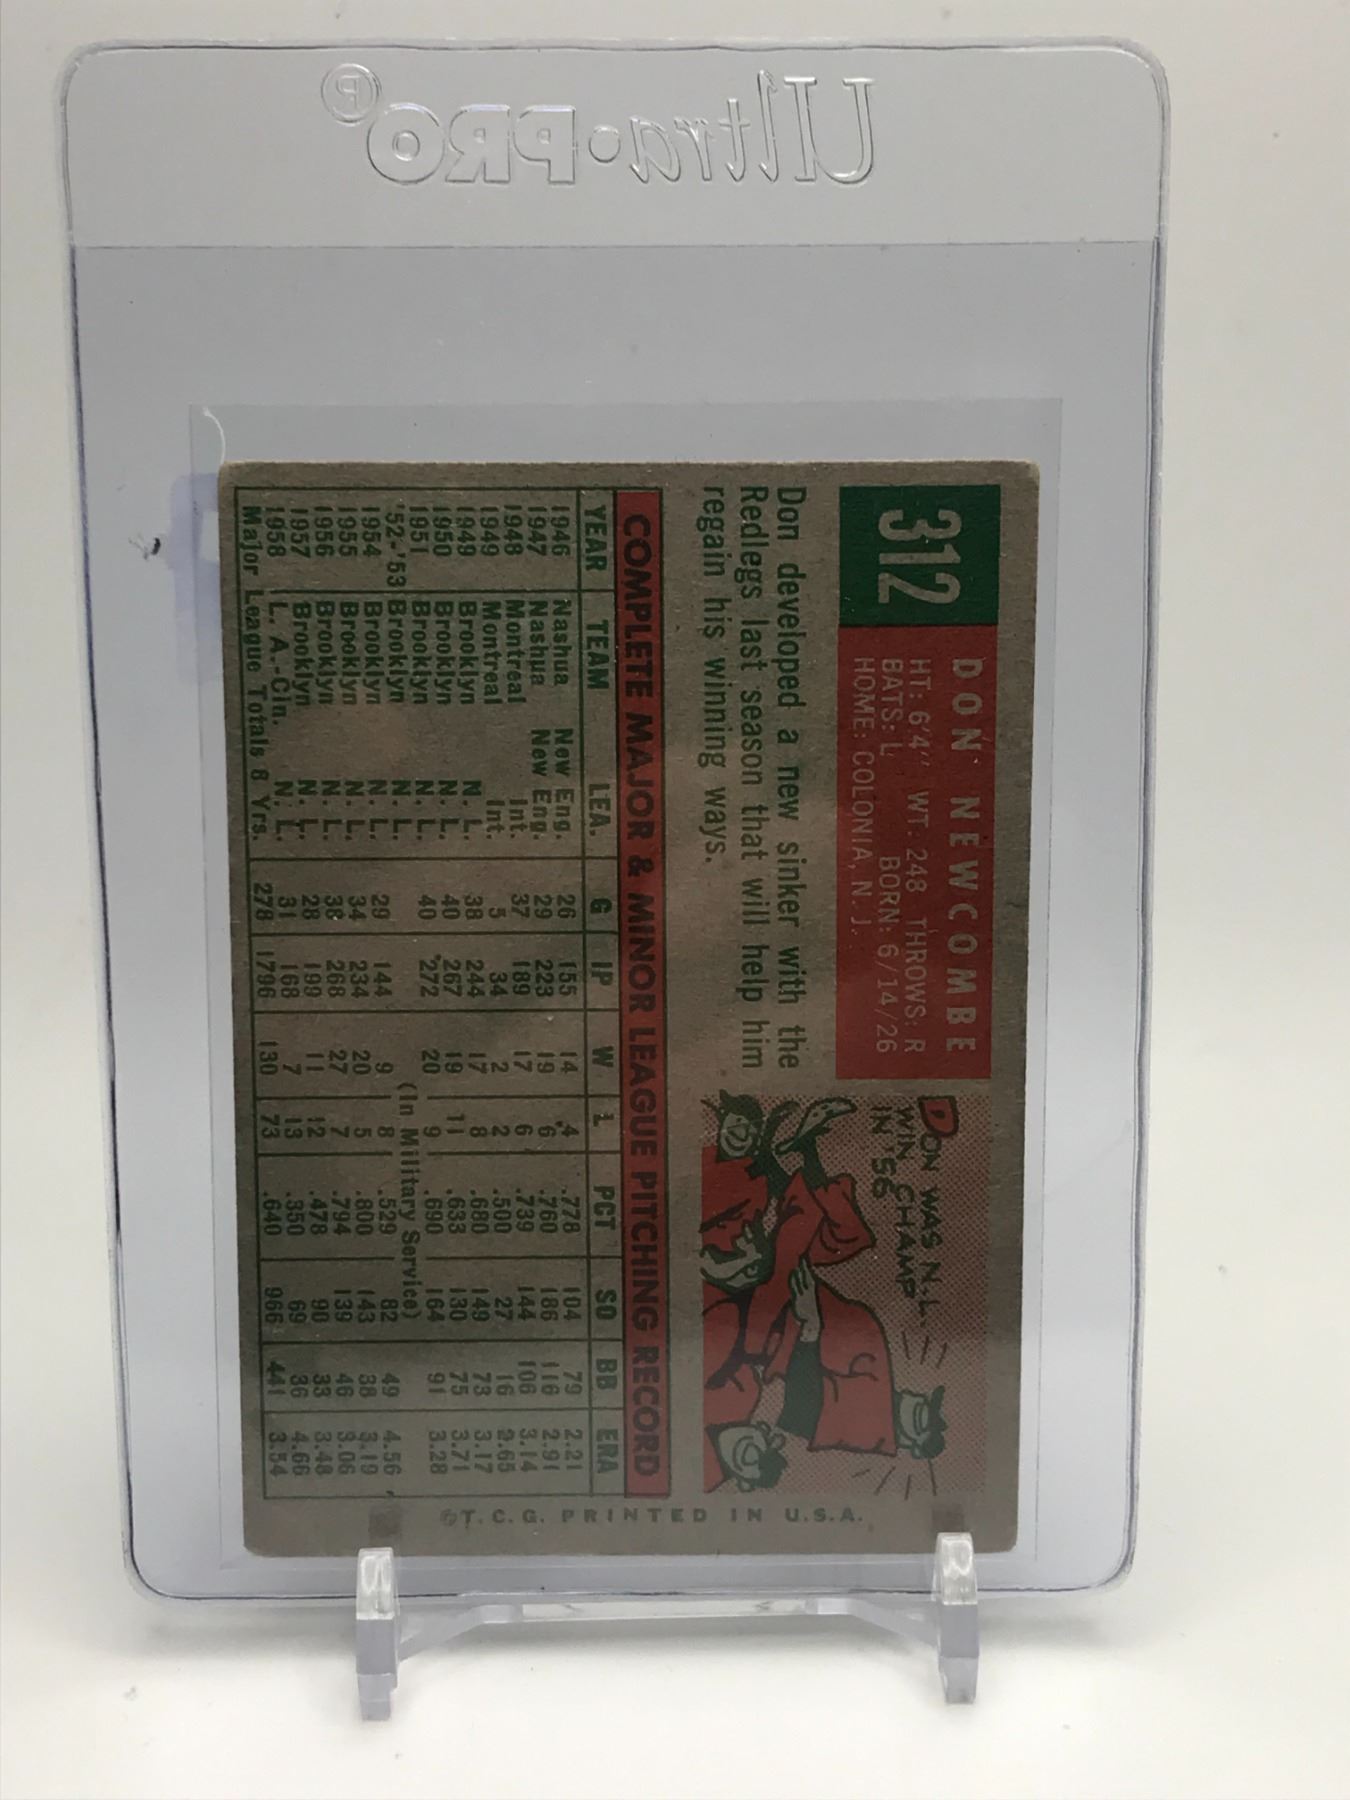 Ultra•PRO®
312
DON NEWCOMBE
HT: 6'4" WT. 248 THROWS: R
BATS: L BORN: 6/14/26
HOME: COLONIA, N. J.
Don developed a new sinker with the
Redlegs last season that will help him
regain his winning ways.
DON WAS N.L.
WIN CHAMP
IN '56
COMPLETE MAJOR & MINOR LEAGUE PITCHING RECORD
YEAR TEAM LEA. G IP W L PCT SO BB ERA
1946 Nashua New Eng. 26 155 14 4 .778 104 79 2.21
1947 Nashua New Eng. 29 223 19 6 .760 186 116 2.91
1948 Montreal Int. 37 189 17 6 .739 144 106 3.14
1949 Montreal Int. 5 34 2 2 .500 27 16 2.65
1949 Brooklyn N. L. 38 244 17 8 .680 149 73 3.17
1950 Brooklyn N. L. 40 267 19 11 .633 130 75 3.71
1951 Brooklyn N. L. 40 272 20 9 .690 164 91 3.28
'52-'53 Brooklyn N. L. (In Military Service)
1954 Brooklyn N. L. 29 144 9 8 .529 82 49 4.56
1955 Brooklyn N. L. 34 234 20 5 .800 143 38 3.19
1956 Brooklyn N. L. 38 268 27 7 .794 139 46 3.06
1957 Brooklyn N. L. 28 199 11 12 .478 90 33 3.48
1958 L. A.-Cin. N. L. 31 168 7 13 .350 69 36 4.66
Major League Totals 8 Yrs. 278 1796 130 73 .640 966 441 3.54
©T. C. G. PRINTED IN U.S.A.